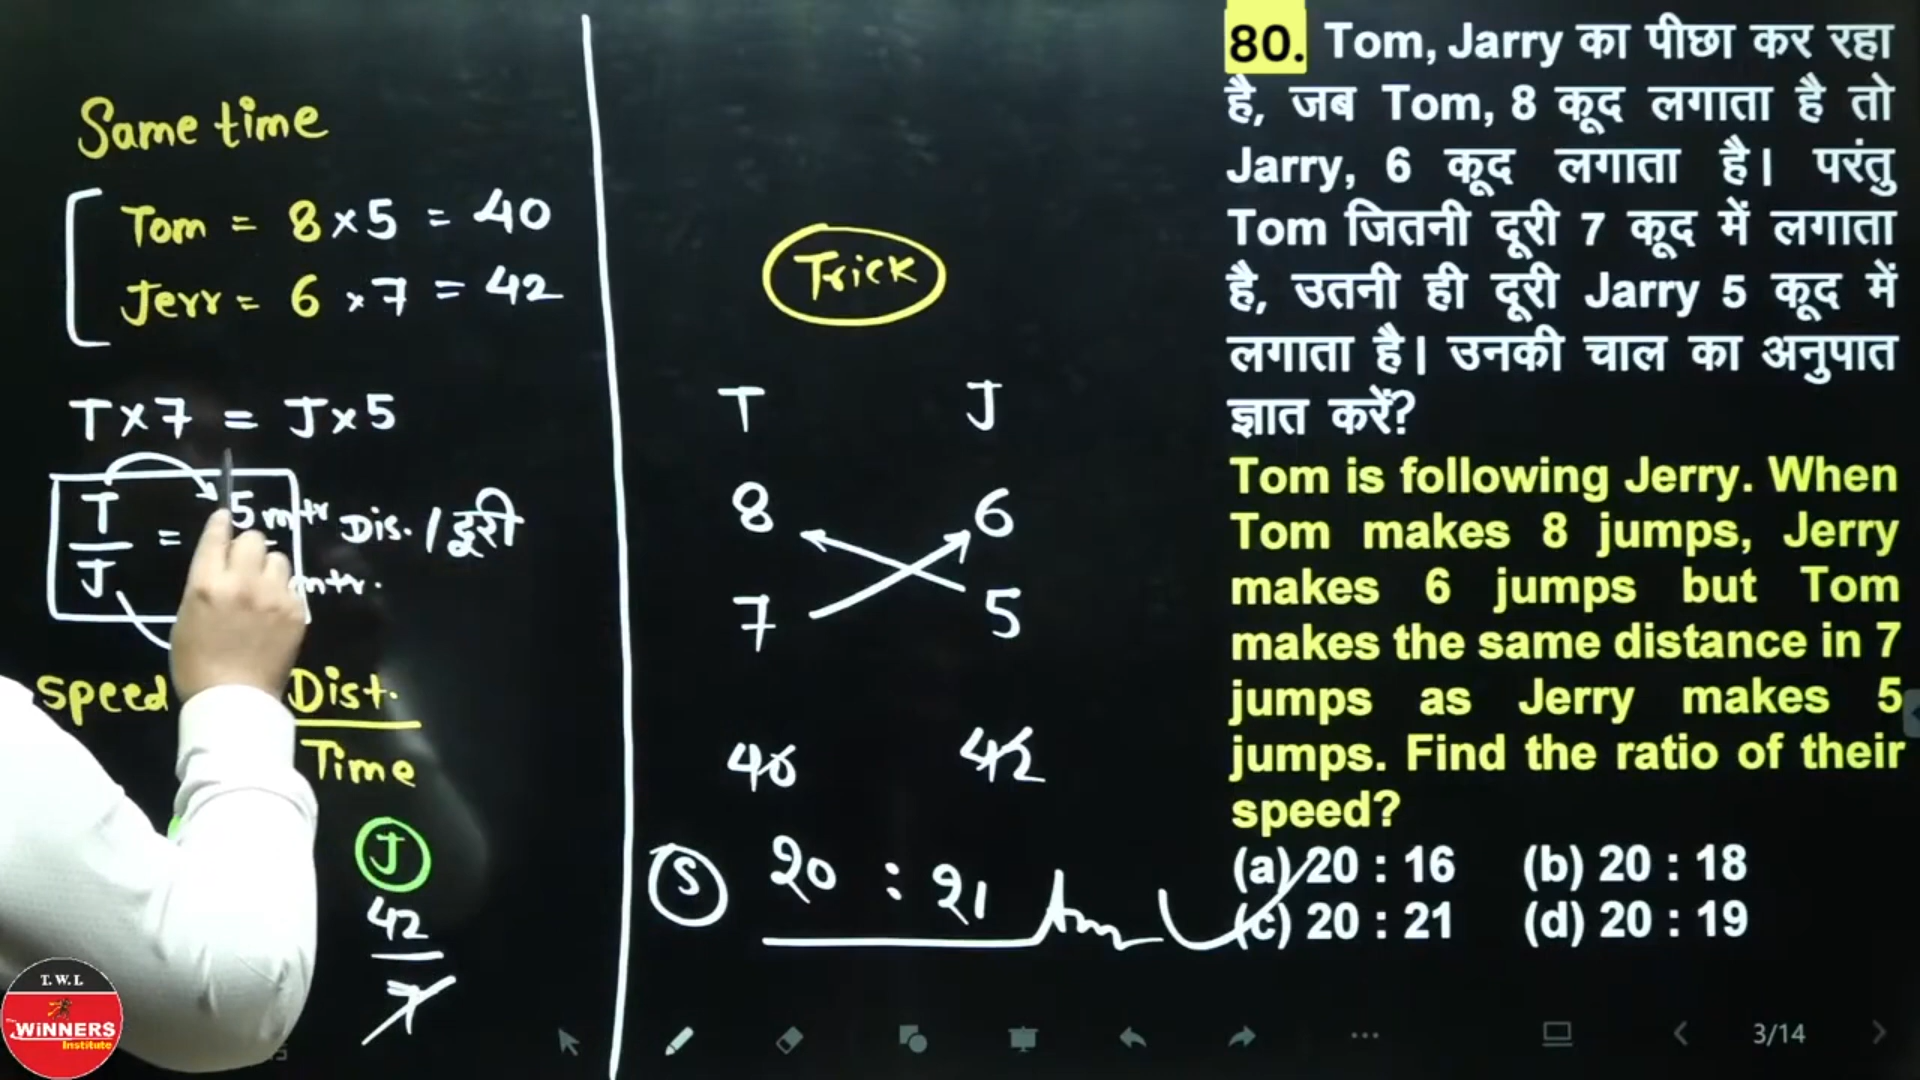 Same time
Tom = 8 × 5 = 40
Jerr = 6 × 7 = 42
T × 7 = J × 5
T
J
= 5 mtr Dis. / दूरी
mtr.
speed Dist.
Time
J
42
7
Trick
T J
8 6
7 5
40 42
S 20 : 21 Ans
80. Tom, Jarry का पीछा कर रहा
है, जब Tom, 8 कूद लगाता है तो
Jarry, 6 कूद लगाता है। परंतु
Tom जितनी दूरी 7 कूद में लगाता
है, उतनी ही दूरी Jarry 5 कूद में
लगाता है। उनकी चाल का अनुपात
ज्ञात करें?
Tom is following Jerry. When
Tom makes 8 jumps, Jerry
makes 6 jumps but Tom
makes the same distance in 7
jumps as Jerry makes 5
jumps. Find the ratio of their
speed?
(a) 20 : 16 (b) 20 : 18
(c) 20 : 21 (d) 20 : 19
T.W.I.
The
WiNNERS
Institute
3/14